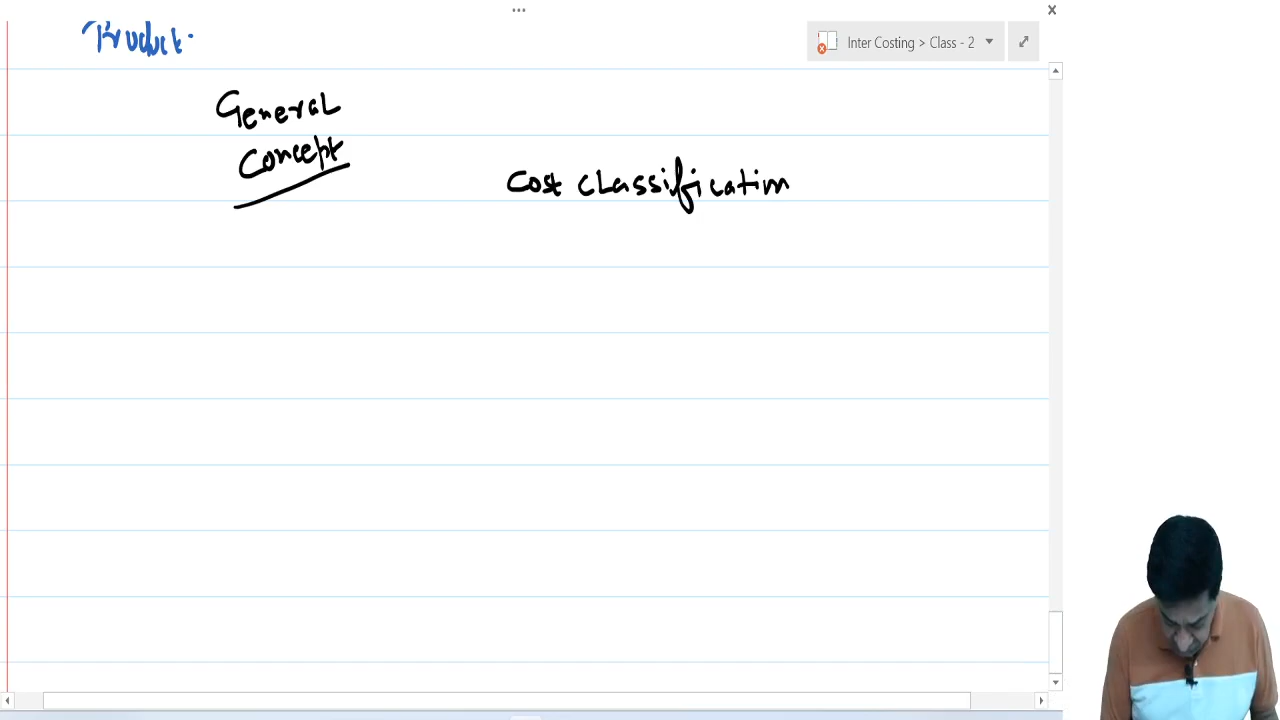 Product.
Inter Costing > Class - 2
General
Concept
Cost classification